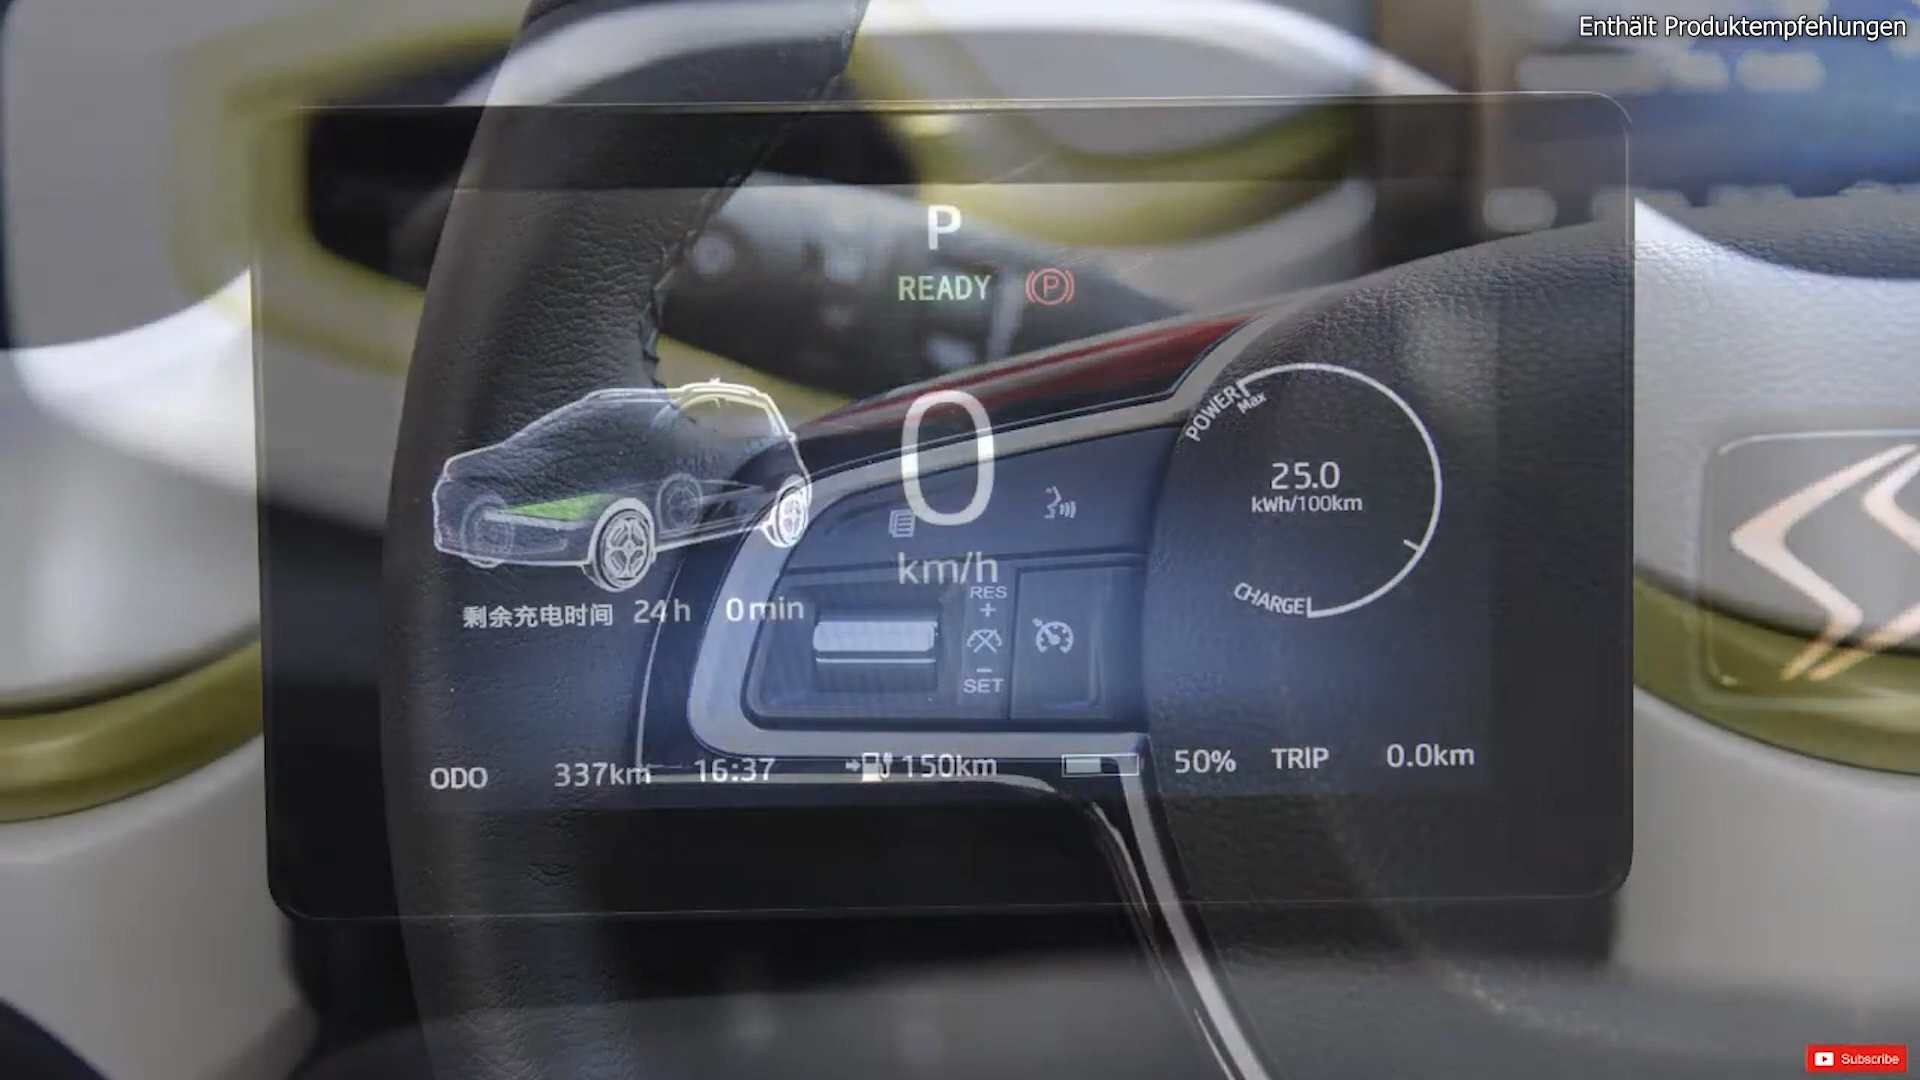 Enthält Produktempfehlungen
P
READY (P)
0
km/h
POWER Max
25.0
kWh/100km
CHARGE
剩余充电时间 24h 0min
RES
+
-
SET
ODO 337km 16:37 150km 50% TRIP 0.0km
Subscribe